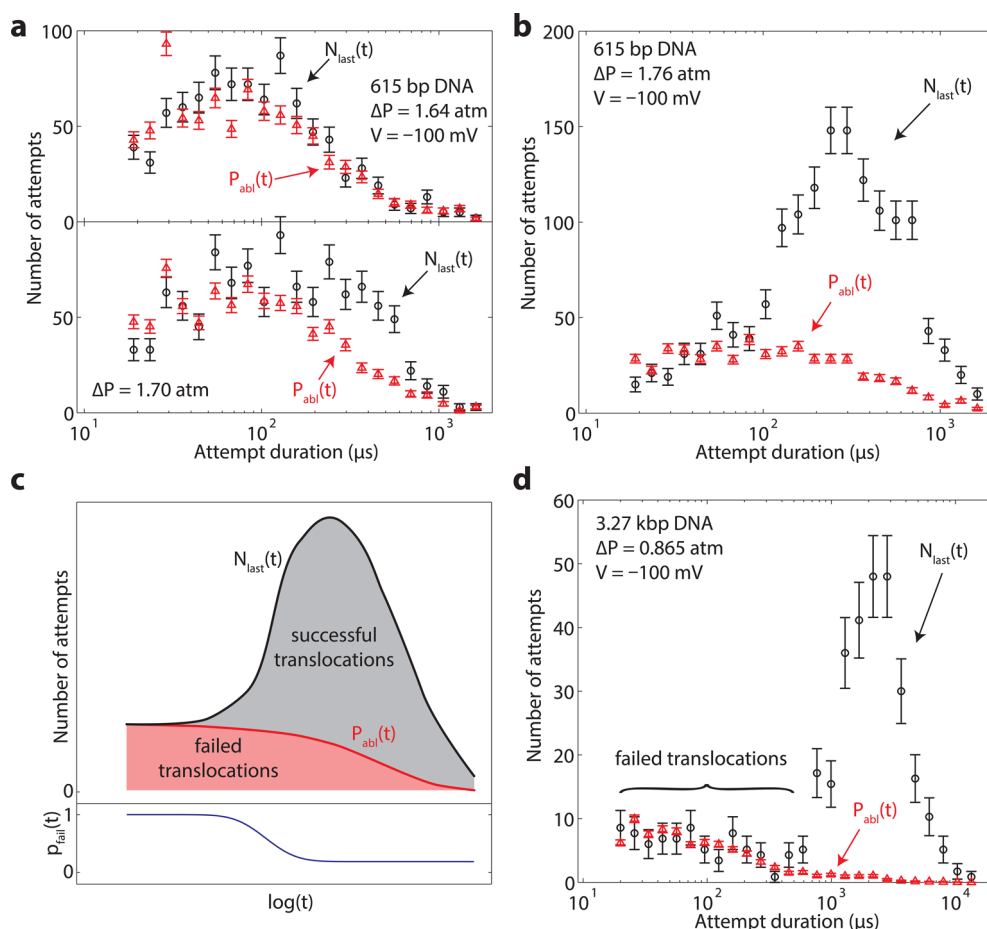 a
100
50
0
N_last(t)
615 bp DNA
ΔP = 1.64 atm
V = −100 mV
P_abl(t)
Number of attempts
50
0
N_last(t)
P_abl(t)
ΔP = 1.70 atm
10^1
10^2
10^3
Attempt duration (μs)
b
200
150
100
50
0
615 bp DNA
ΔP = 1.76 atm
V = −100 mV
N_last(t)
P_abl(t)
Number of attempts
10^1
10^2
10^3
Attempt duration (μs)
c
N_last(t)
successful
translocations
P_abl(t)
failed
translocations
Number of attempts
0
p_fail(t)
1
0
log(t)
d
60
50
40
30
20
10
0
3.27 kbp DNA
ΔP = 0.865 atm
V = −100 mV
N_last(t)
failed translocations
P_abl(t)
Number of attempts
10^1
10^2
10^3
10^4
Attempt duration (μs)